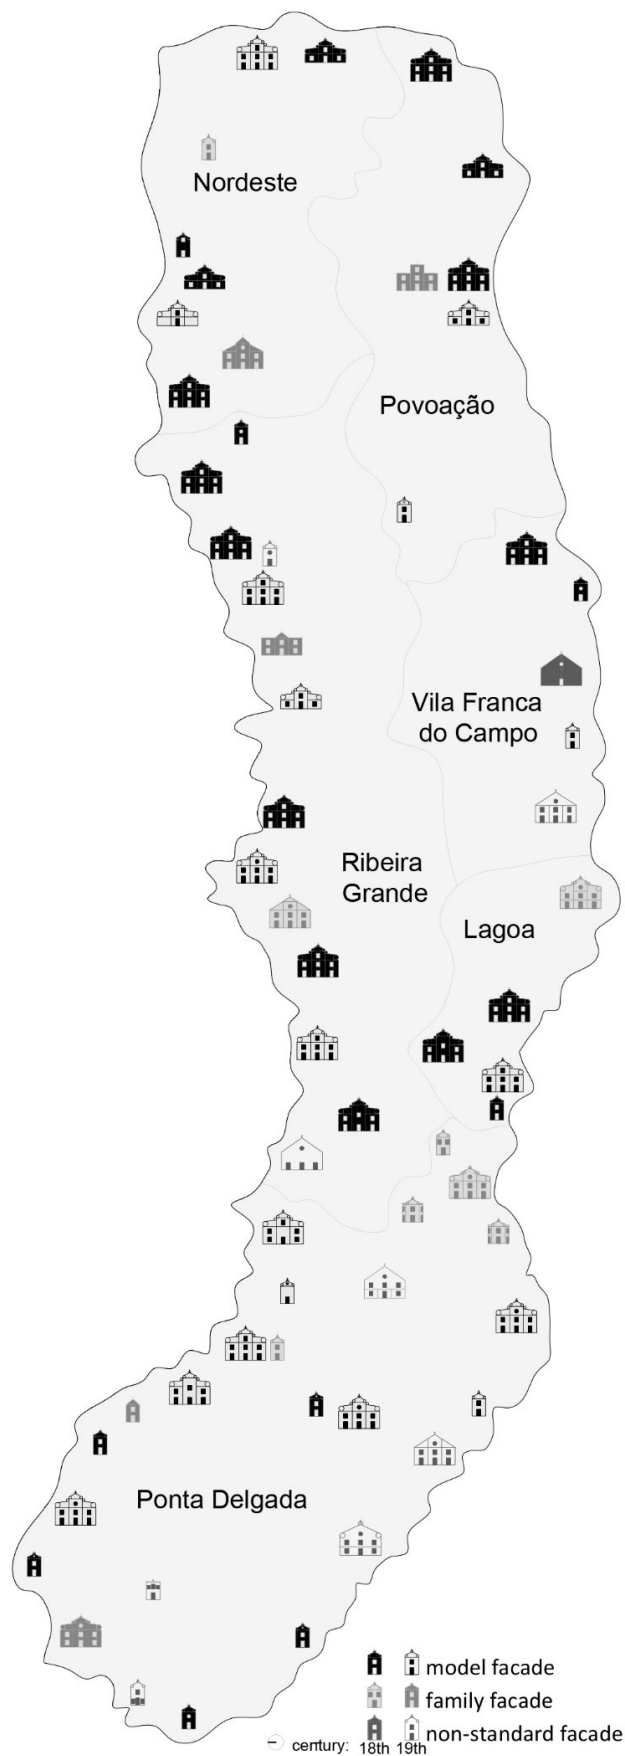 Nordeste
Povoação
Vila Franca
do Campo
Ribeira
Grande
Lagoa
Ponta Delgada
model facade
family facade
non-standard facade
century: 18th 19th